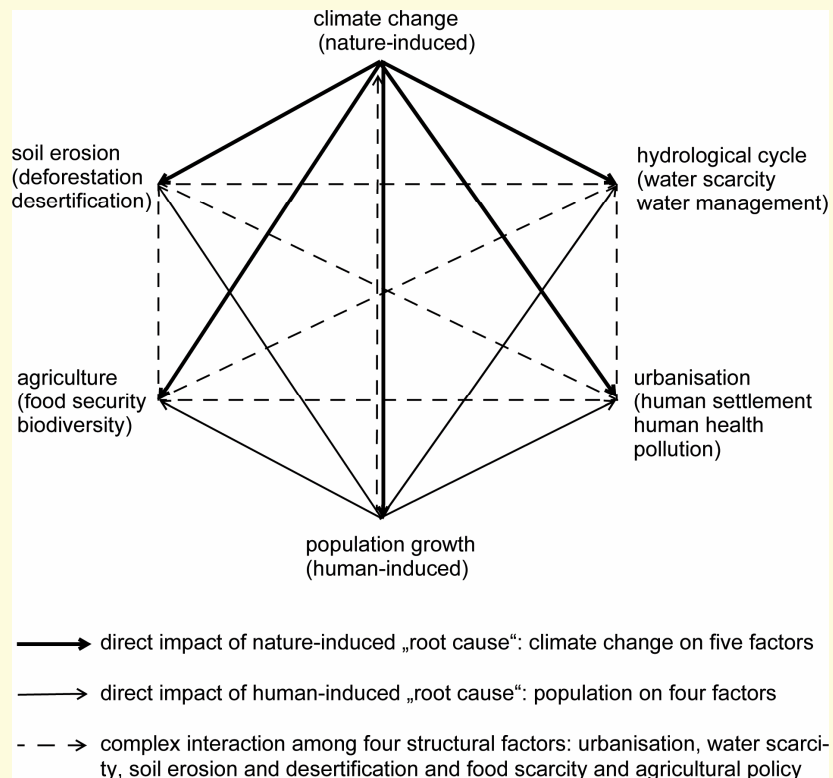 climate change
(nature-induced)
soil erosion
(deforestation
desertification)
hydrological cycle
(water scarcity
water management)
agriculture
(food security
biodiversity)
urbanisation
(human settlement
human health
pollution)
population growth
(human-induced)
direct impact of nature-induced „root cause“: climate change on five factors
direct impact of human-induced „root cause“: population on four factors
complex interaction among four structural factors: urbanisation, water scarci-
ty, soil erosion and desertification and food scarcity and agricultural policy